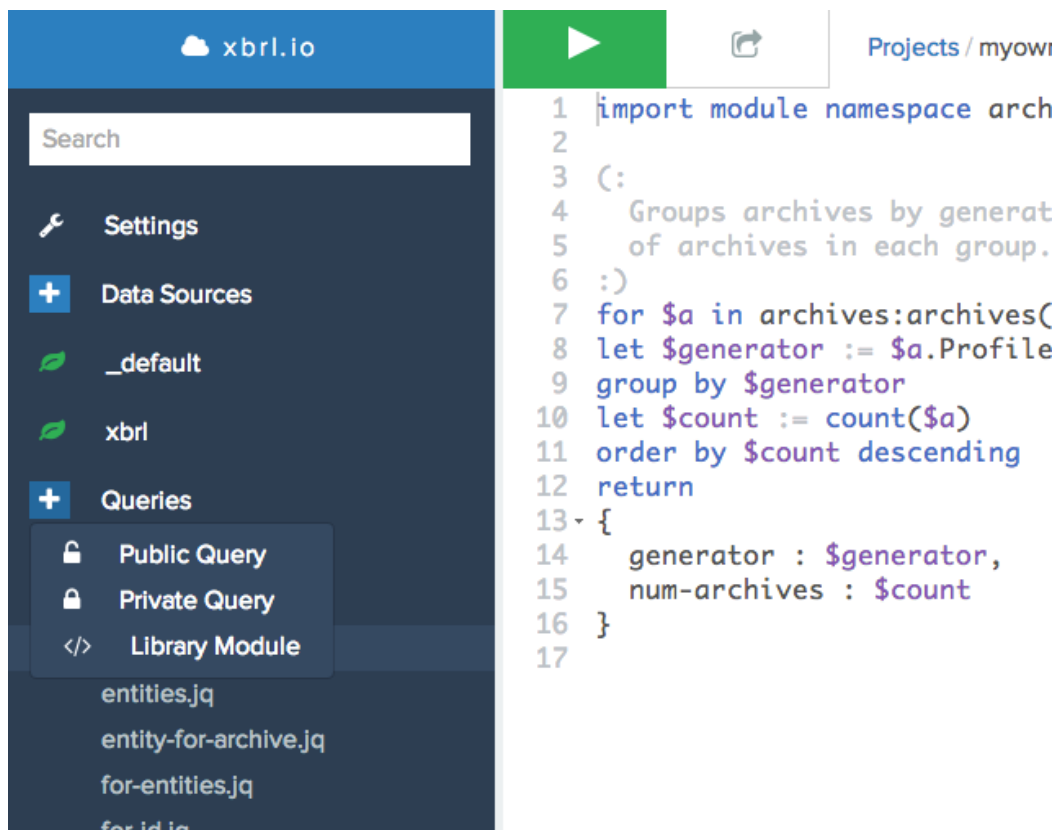 xbrl.io
Search
Settings
Data Sources
_default
xbrl
Queries
Public Query
Private Query
</> Library Module
entities.jq
entity-for-archive.jq
for-entities.jq
for-id.jq
Projects / myown
1 import module namespace arch
2
3 (:
4 Groups archives by generat
5 of archives in each group.
6 :)
7 for $a in archives:archives(
8 let $generator := $a.Profile
9 group by $generator
10 let $count := count($a)
11 order by $count descending
12 return
13 {
14 generator : $generator,
15 num-archives : $count
16 }
17